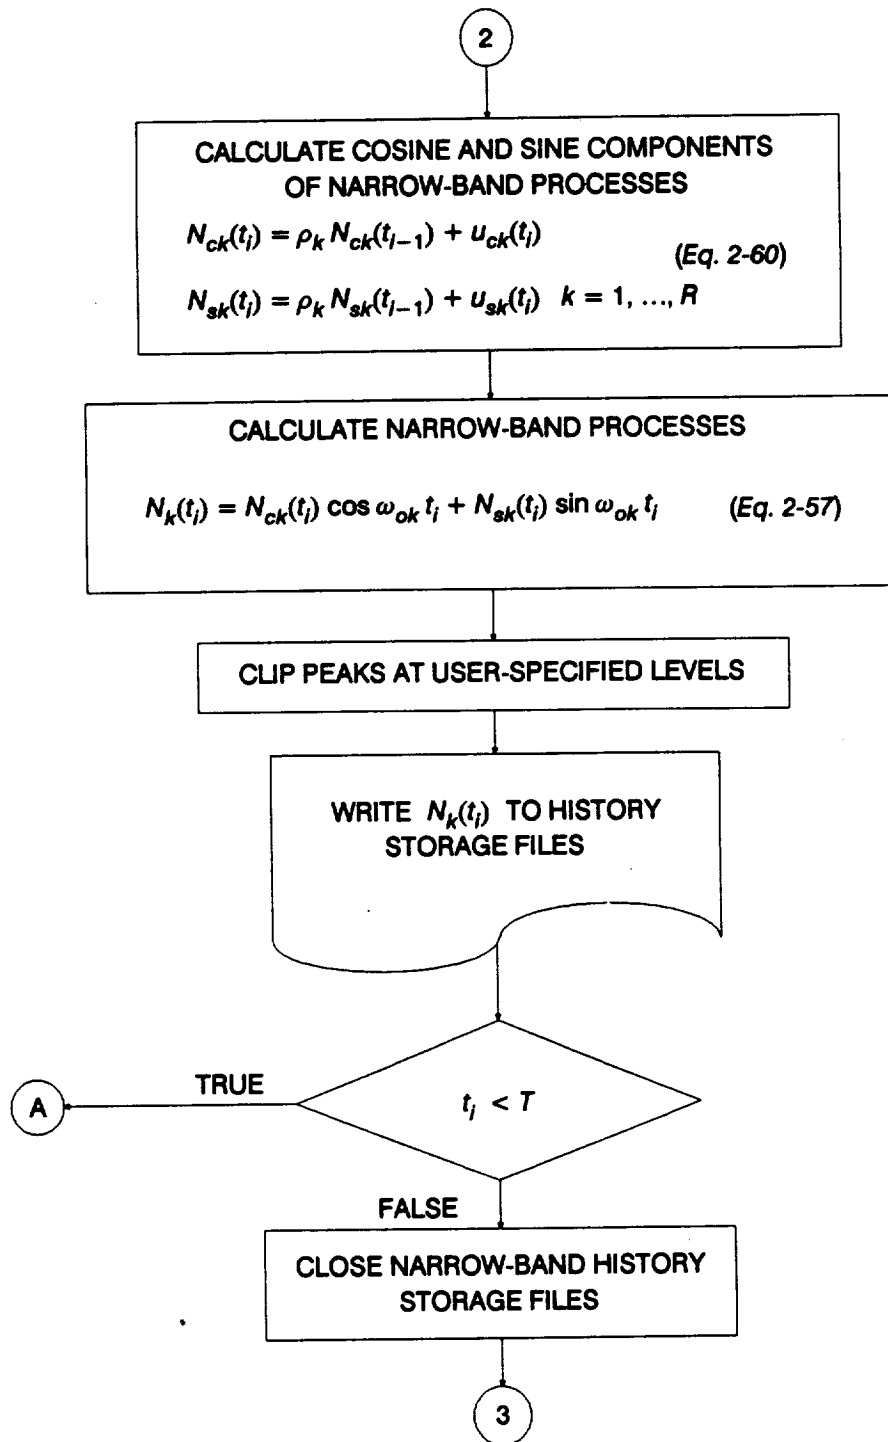 2
CALCULATE COSINE AND SINE COMPONENTS
OF NARROW-BAND PROCESSES
N_ck(t_i) = ρ_k N_ck(t_{i−1}) + u_ck(t_i)
(Eq. 2-60)
N_sk(t_i) = ρ_k N_sk(t_{i−1}) + u_sk(t_i) k = 1, ..., R
CALCULATE NARROW-BAND PROCESSES
N_k(t_i) = N_ck(t_i) cos ω_ok t_i + N_sk(t_i) sin ω_ok t_i (Eq. 2-57)
CLIP PEAKS AT USER-SPECIFIED LEVELS
WRITE N_k(t_i) TO HISTORY
STORAGE FILES
TRUE
A
t_i < T
FALSE
CLOSE NARROW-BAND HISTORY
STORAGE FILES
3